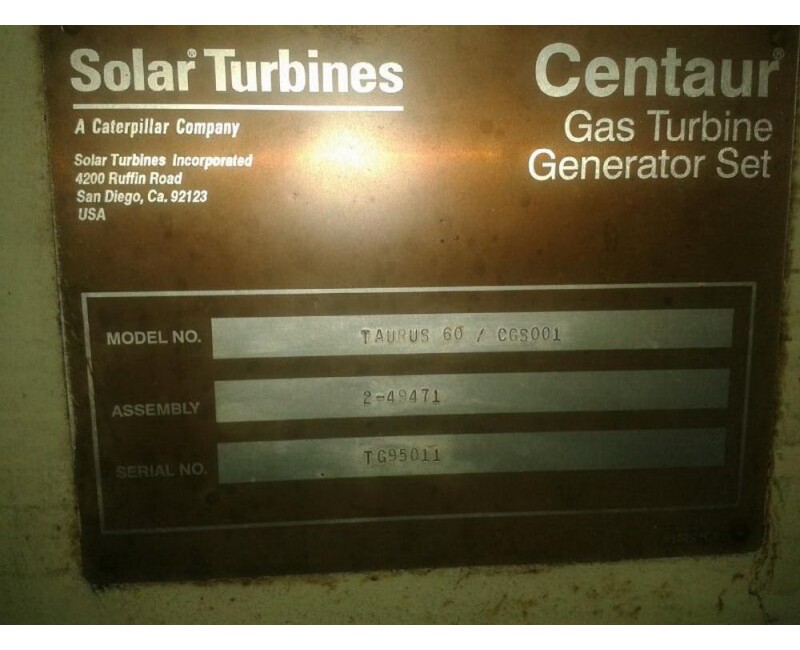 Solar® Turbines
A Caterpillar Company
Solar Turbines Incorporated
4200 Ruffin Road
San Diego, Ca. 92123
USA
Centaur®
Gas Turbine
Generator Set
MODEL NO. TAURUS 60 / CGS001
ASSEMBLY 2-49471
SERIAL NO. TG95011